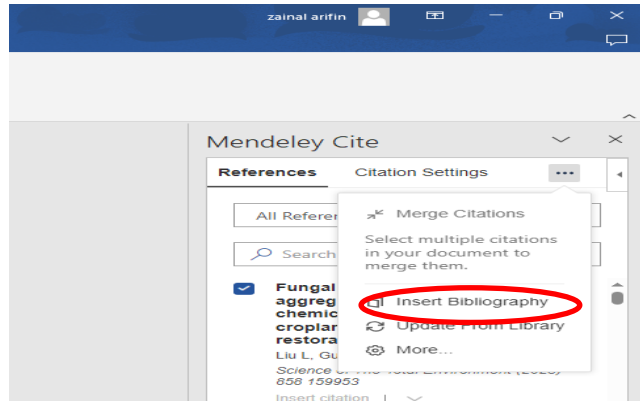 zainal arifin
Mendeley Cite
References Citation Settings
All Refere
Merge Citations
Select multiple citations
in your document to
merge them.
Search
Insert Bibliography
Update From Library
More...
Fungal
aggreg
chemic
croplar
restora
Liu L, Gu
Science of The Total Environment
858 159953
Insert citation